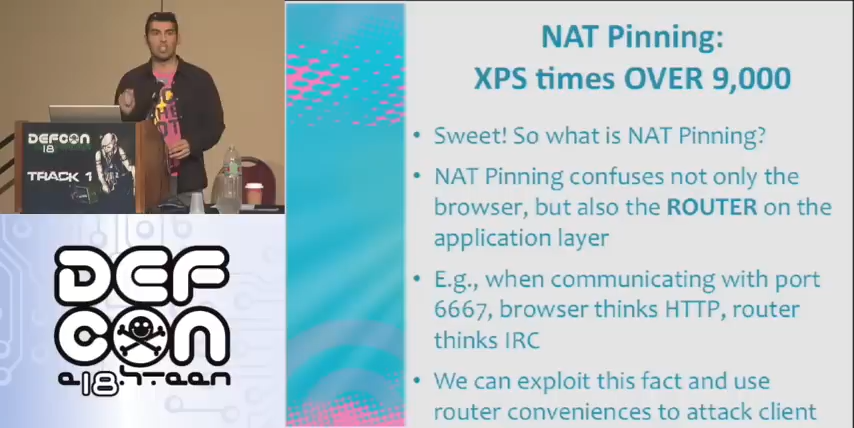 DEFCON
18
TRACK 1
DEF
CON
e18hteen
NAT Pinning:
XPS times OVER 9,000
• Sweet! So what is NAT Pinning?
• NAT Pinning confuses not only the
browser, but also the ROUTER on the
application layer
• E.g., when communicating with port
6667, browser thinks HTTP, router
thinks IRC
• We can exploit this fact and use
router conveniences to attack client